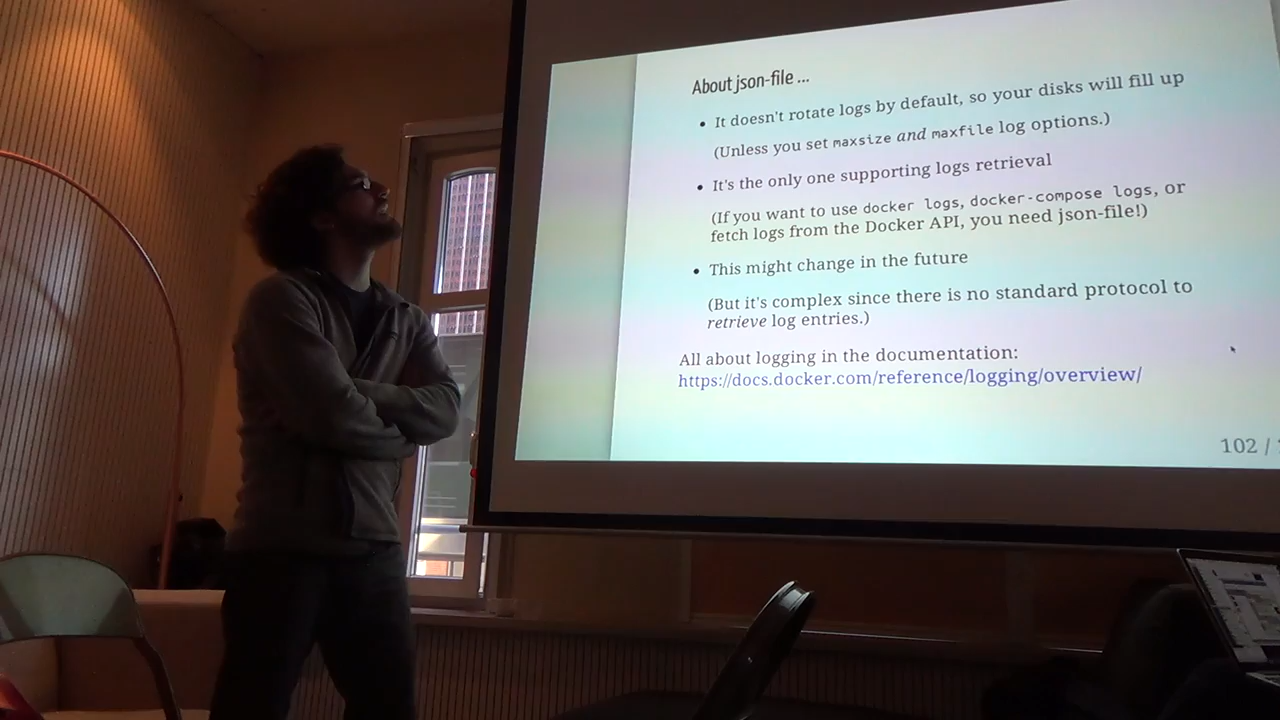 About json-file ...
• It doesn't rotate logs by default, so your disks will fill up
(Unless you set maxsize and maxfile log options.)
• It's the only one supporting logs retrieval
(If you want to use docker logs, docker-compose logs, or
fetch logs from the Docker API, you need json-file!)
• This might change in the future
(But it's complex since there is no standard protocol to
retrieve log entries.)
All about logging in the documentation:
https://docs.docker.com/reference/logging/overview/
102 /